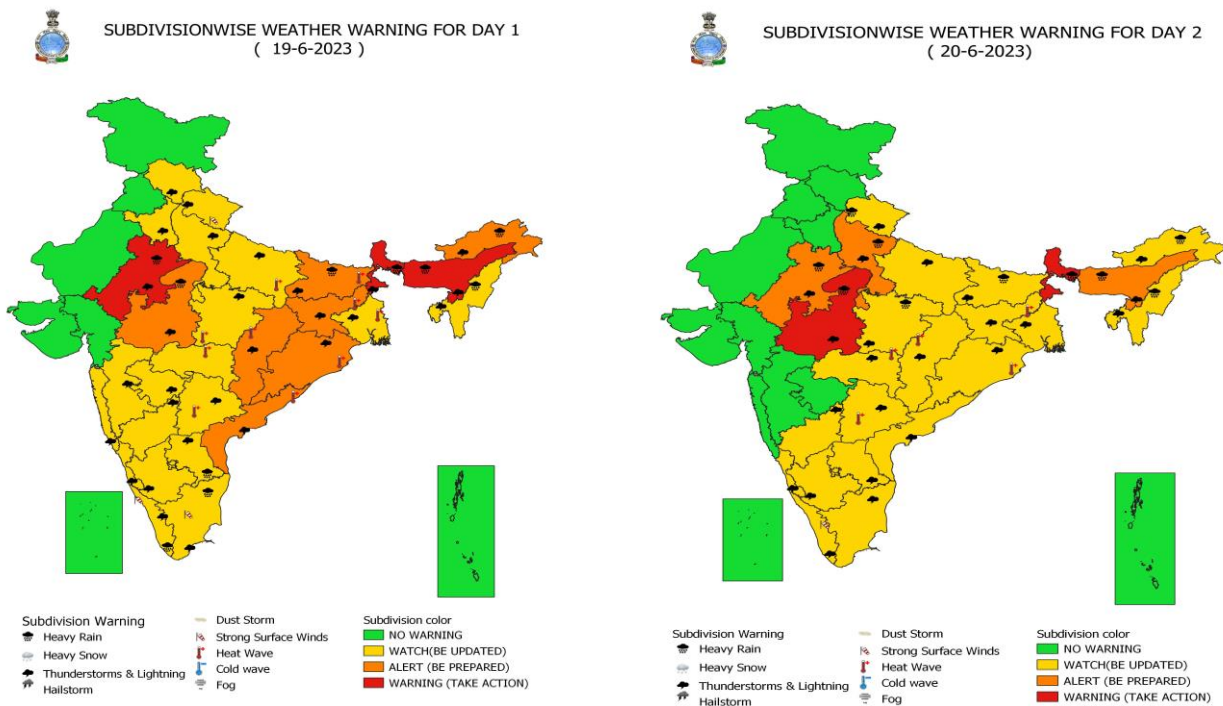 SUBDIVISIONWISE WEATHER WARNING FOR DAY 1
( 19-6-2023)
Subdivision Warning
Heavy Rain
Heavy Snow
Thunderstorms & Lightning
Hailstorm
Dust Storm
Strong Surface Winds
Heat Wave
Cold wave
Fog
Subdivision color
NO WARNING
WATCH(BE UPDATED)
ALERT (BE PREPARED)
WARNING (TAKE ACTION)
SUBDIVISIONWISE WEATHER WARNING FOR DAY 2
( 20-6-2023)
Subdivision Warning
Heavy Rain
Heavy Snow
Thunderstorms & Lightning
Hailstorm
Dust Storm
Strong Surface Winds
Heat Wave
Cold wave
Fog
Subdivision color
NO WARNING
WATCH(BE UPDATED)
ALERT (BE PREPARED)
WARNING (TAKE ACTION)